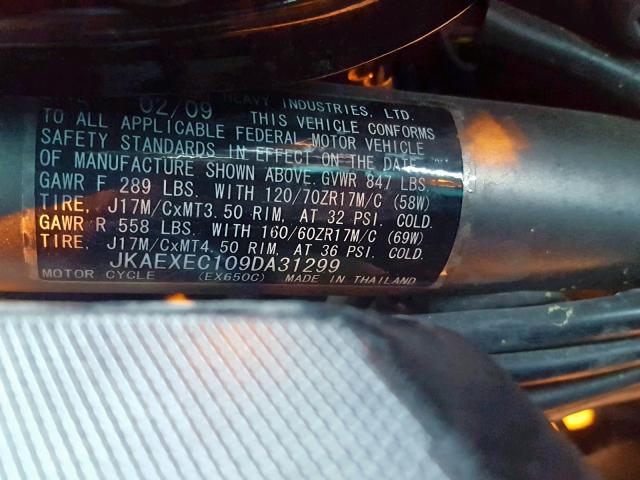 02/09 HEAVY INDUSTRIES, LTD.
THIS VEHICLE CONFORMS
TO ALL APPLICABLE FEDERAL MOTOR VEHICLE
SAFETY STANDARDS IN EFFECT ON THE DATE
OF MANUFACTURE SHOWN ABOVE. GVWR 847 LBS
GAWR F 289 LBS. WITH 120/70ZR17M/C (58W)
TIRE, J17M/CxMT3.50 RIM, AT 32 PSI. COLD.
GAWR R 558 LBS. WITH 160/60ZR17M/C (69W)
TIRE, J17M/CxMT4.50 RIM, AT 36 PSI. COLD.
JKAEXEC109DA31299
MOTOR CYCLE (EX650C) MADE IN THAILAND